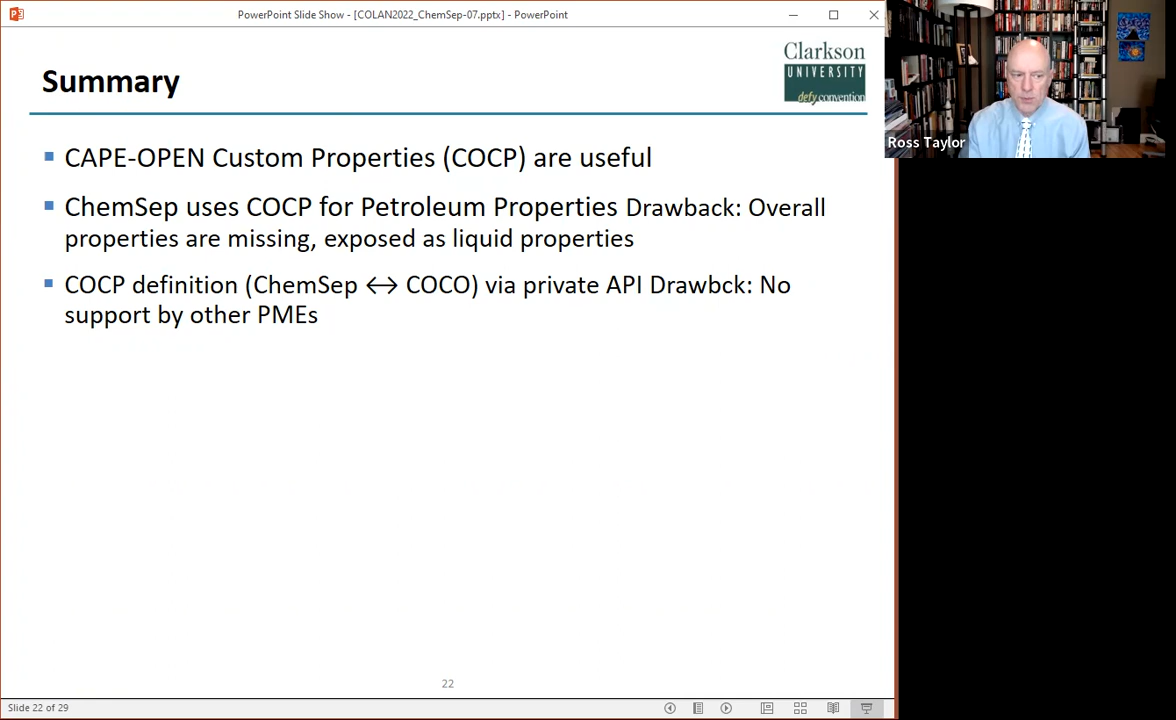 PowerPoint Slide Show - [COLAN2022_ChemSep-07.pptx] - PowerPoint
Summary
Clarkson
UNIVERSITY
defy convention
Ross Taylor
CAPE-OPEN Custom Properties (COCP) are useful
ChemSep uses COCP for Petroleum Properties Drawback: Overall
properties are missing, exposed as liquid properties
COCP definition (ChemSep ↔ COCO) via private API Drawbck: No
support by other PMEs
22
Slide 22 of 29